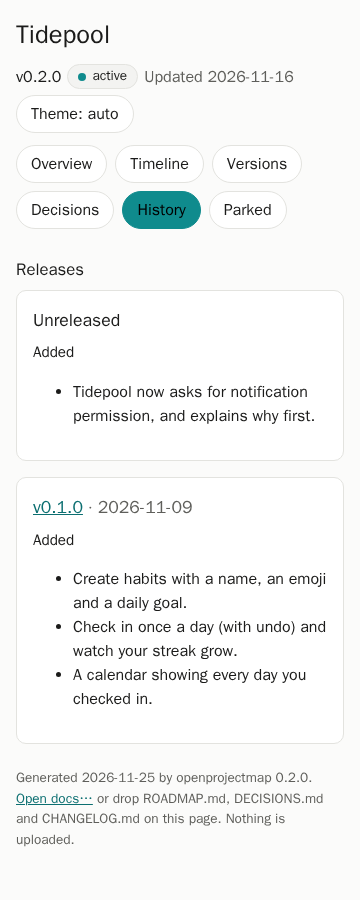 Tidepool
v0.2.0 active Updated 2026-11-16
Theme: auto
Overview Timeline Versions
Decisions History Parked
Releases
Unreleased
Added
• Tidepool now asks for notification
permission, and explains why first.
v0.1.0 · 2026-11-09
Added
• Create habits with a name, an emoji
and a daily goal.
• Check in once a day (with undo) and
watch your streak grow.
• A calendar showing every day you
checked in.
Generated 2026-11-25 by openprojectmap 0.2.0.
Open docs… or drop ROADMAP.md, DECISIONS.md
and CHANGELOG.md on this page. Nothing is
uploaded.